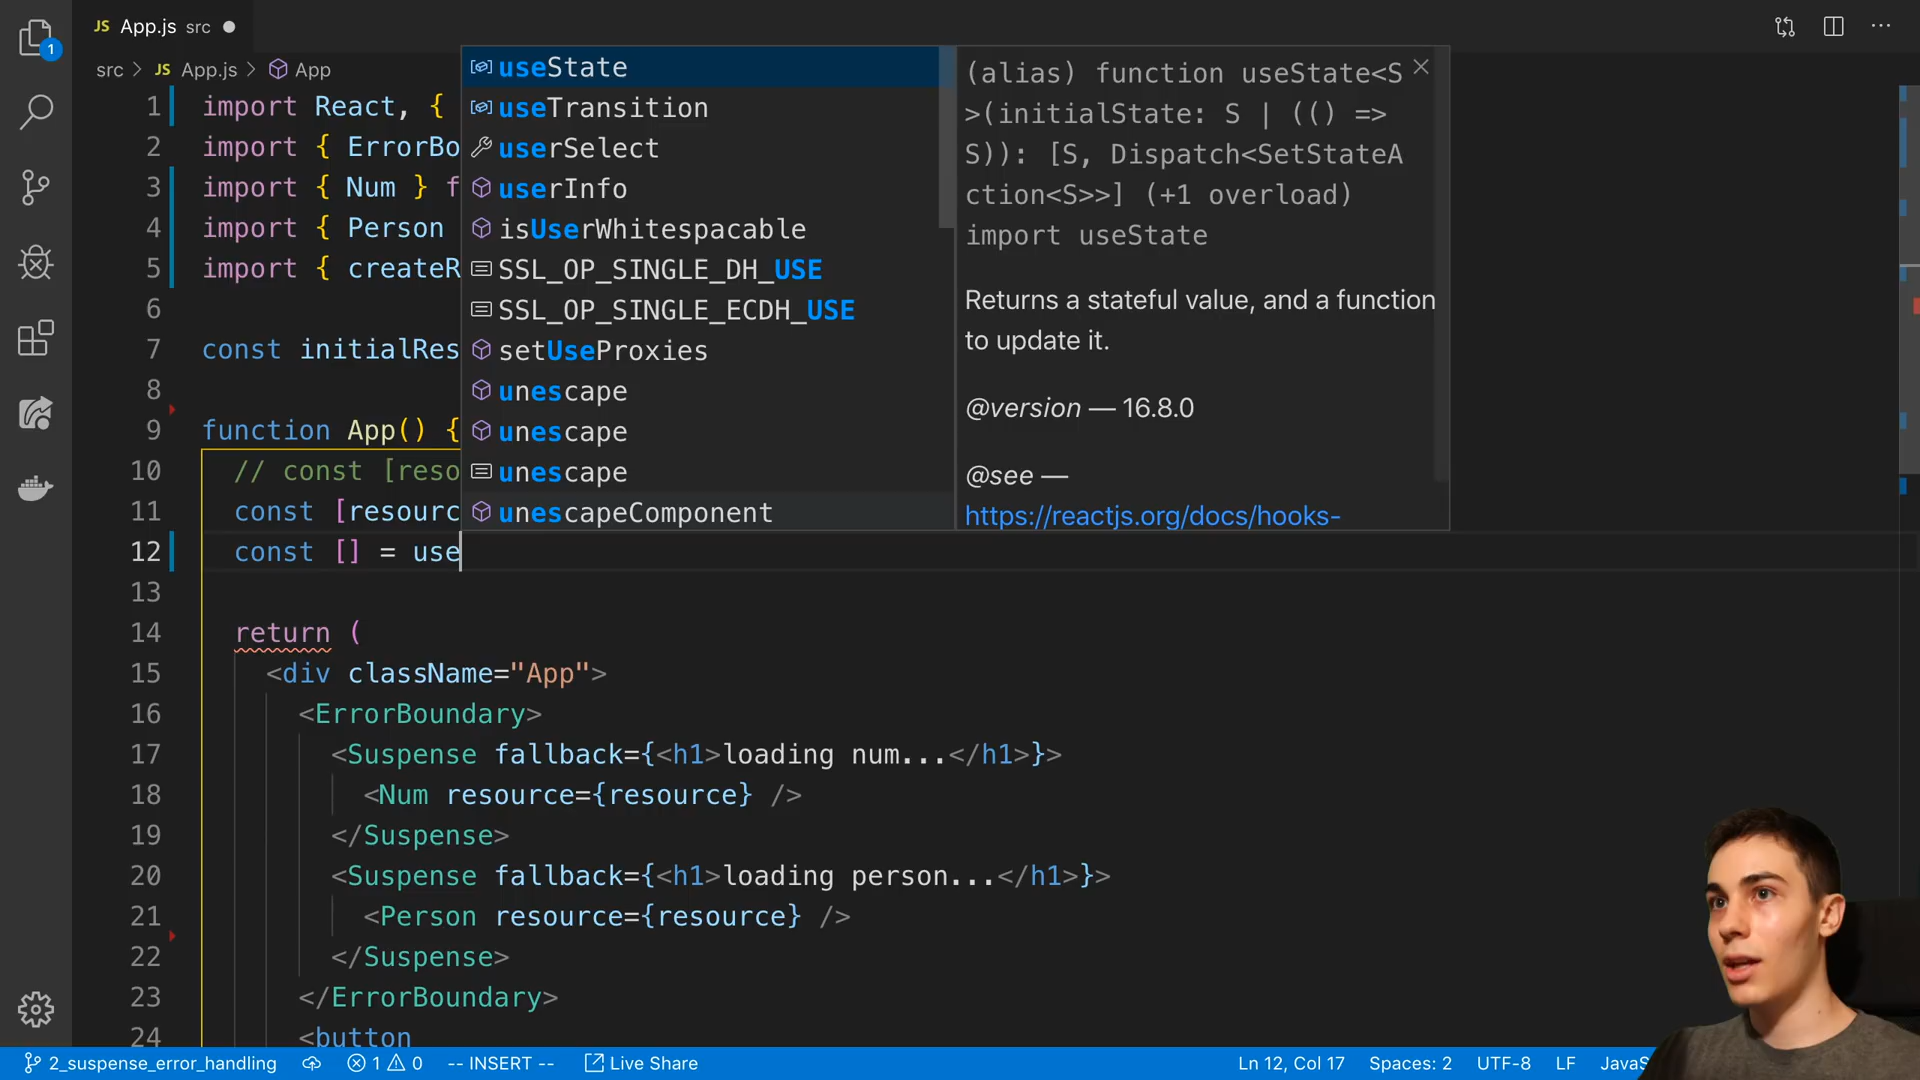 JS App.js src
1
src > JS App.js > App
1 import React, {
2 import { ErrorBo
3 import { Num } f
4 import { Person
5 import { createR
6
7 const initialRes
8
9 function App() {
10 // const [reso
11 const [resourc
12 const [] = use
13
14 return (
15 <div className="App">
16 <ErrorBoundary>
17 <Suspense fallback={<h1>loading num...</h1>}>
18 <Num resource={resource} />
19 </Suspense>
20 <Suspense fallback={<h1>loading person...</h1>}>
21 <Person resource={resource} />
22 </Suspense>
23 </ErrorBoundary>
24 <button
useState
useTransition
userSelect
userInfo
isUserWhitespacable
SSL_OP_SINGLE_DH_USE
SSL_OP_SINGLE_ECDH_USE
setUseProxies
unescape
unescape
unescape
unescapeComponent
(alias) function useState<S
>(initialState: S | (() =>
S)): [S, Dispatch<SetStateA
ction<S>>] (+1 overload)
import useState
Returns a stateful value, and a function
to update it.
@version — 16.8.0
@see —
https://reactjs.org/docs/hooks-
2_suspense_error_handling 1 0 -- INSERT -- Live Share Ln 12, Col 17 Spaces: 2 UTF-8 LF JavaS